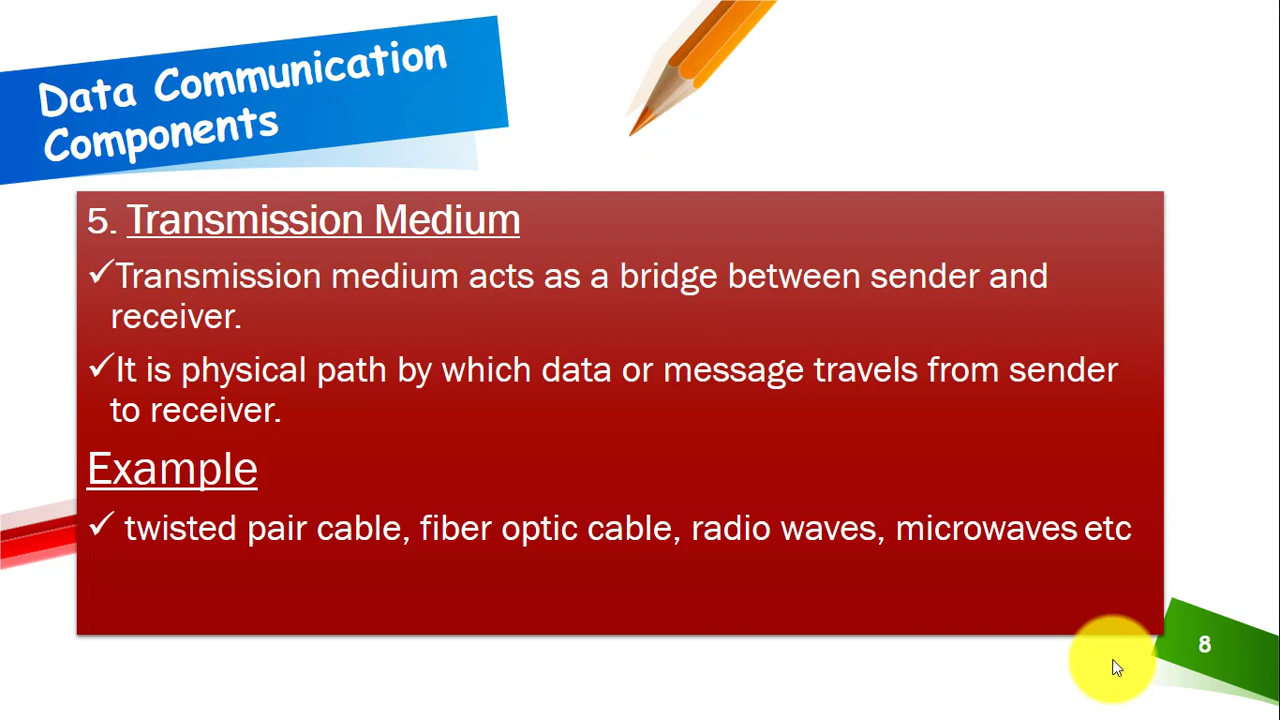 Data Communication
Components
5. Transmission Medium
✓Transmission medium acts as a bridge between sender and
receiver.
✓It is physical path by which data or message travels from sender
to receiver.
Example
✓ twisted pair cable, fiber optic cable, radio waves, microwaves etc
8